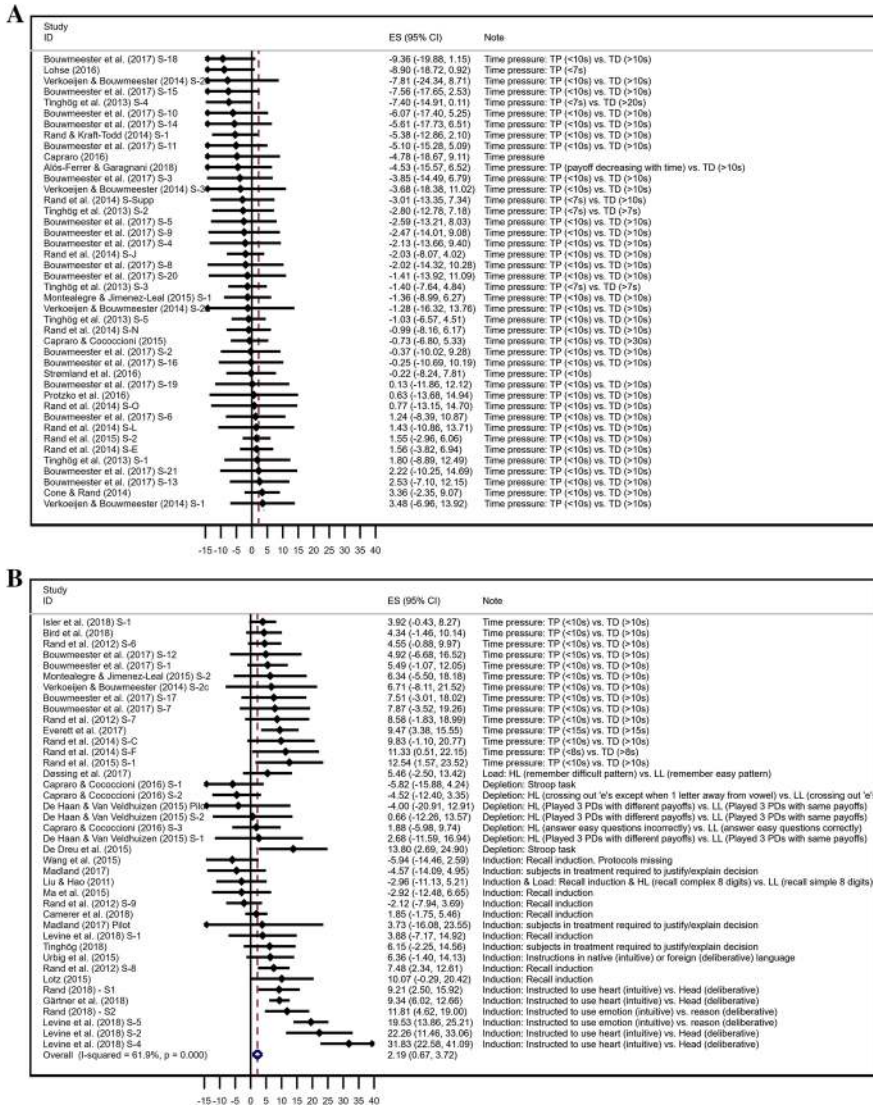 A
Study
ID ES (95% CI) Note
Bouwmeester et al. (2017) S-18 -9.36 (-19.88, 1.15) Time pressure: TP (<10s) vs. TD (>10s)
Lohse (2016) -8.90 (-18.72, 0.92) Time pressure: TP (<7s)
Verkoeijen & Bouwmeester (2014) S-2 -7.81 (-24.34, 8.71) Time pressure: TP (<10s) vs. TD (>10s)
Bouwmeester et al. (2017) S-15 -7.56 (-17.65, 2.53) Time pressure: TP (<10s) vs. TD (>10s)
Tinghög et al. (2013) S-4 -7.40 (-14.91, 0.11) Time pressure: TP (<7s) vs. TD (>20s)
Bouwmeester et al. (2017) S-10 -6.07 (-17.40, 5.25) Time pressure: TP (<10s) vs. TD (>10s)
Bouwmeester et al. (2017) S-14 -5.61 (-17.73, 6.51) Time pressure: TP (<10s) vs. TD (>10s)
Rand & Kraft-Todd (2014) S-1 -5.38 (-12.86, 2.10) Time pressure: TP (<10s) vs. TD (>10s)
Bouwmeester et al. (2017) S-11 -5.10 (-15.28, 5.09) Time pressure: TP (<10s) vs. TD (>10s)
Capraro (2016) -4.78 (-18.67, 9.11) Time pressure
Alós-Ferrer & Garagnani (2018) -4.53 (-15.57, 6.52) Time pressure: TP (payoff decreasing with time) vs. TD (>10s)
Bouwmeester et al. (2017) S-3 -3.85 (-14.49, 6.79) Time pressure: TP (<10s) vs. TD (>10s)
Verkoeijen & Bouwmeester (2014) S-3 -3.68 (-18.38, 11.02) Time pressure: TP (<10s) vs. TD (>10s)
Rand et al. (2014) S-Supp -3.01 (-13.35, 7.34) Time pressure: TP (<7s) vs. TD (>10s)
Tinghög et al. (2013) S-2 -2.80 (-12.78, 7.18) Time pressure: TP (<7s) vs. TD (>7s)
Bouwmeester et al. (2017) S-5 -2.59 (-13.21, 8.03) Time pressure: TP (<10s) vs. TD (>10s)
Bouwmeester et al. (2017) S-9 -2.47 (-14.01, 9.08) Time pressure: TP (<10s) vs. TD (>10s)
Bouwmeester et al. (2017) S-4 -2.13 (-13.66, 9.40) Time pressure: TP (<10s) vs. TD (>10s)
Rand et al. (2014) S-J -2.03 (-8.07, 4.02) Time pressure: TP (<10s) vs. TD (>10s)
Bouwmeester et al. (2017) S-8 -2.02 (-14.32, 10.28) Time pressure: TP (<10s) vs. TD (>10s)
Bouwmeester et al. (2017) S-20 -1.41 (-13.92, 11.09) Time pressure: TP (<10s) vs. TD (>10s)
Tinghög et al. (2013) S-3 -1.40 (-7.64, 4.84) Time pressure: TP (<7s) vs. TD (>7s)
Montealegre & Jimenez-Leal (2015) S-1 -1.36 (-8.99, 6.27) Time pressure: TP (<10s) vs. TD (>10s)
Verkoeijen & Bouwmeester (2014) S-2 -1.28 (-16.32, 13.76) Time pressure: TP (<10s) vs. TD (>10s)
Tinghög et al. (2013) S-5 -1.03 (-6.57, 4.51) Time pressure: TP (<10s) vs. TD (>10s)
Rand et al. (2014) S-N -0.99 (-8.16, 6.17) Time pressure: TP (<10s) vs. TD (>10s)
Capraro & Cococcioni (2015) -0.73 (-6.80, 5.33) Time pressure: TP (<10s) vs. TD (>30s)
Bouwmeester et al. (2017) S-2 -0.37 (-10.02, 9.28) Time pressure: TP (<10s) vs. TD (>10s)
Bouwmeester et al. (2017) S-16 -0.25 (-10.69, 10.19) Time pressure: TP (<10s) vs. TD (>10s)
Strømland et al. (2016) -0.22 (-8.24, 7.81) Time pressure: TP (<10s)
Bouwmeester et al. (2017) S-19 0.13 (-11.86, 12.12) Time pressure: TP (<10s) vs. TD (>10s)
Protzko et al. (2016) 0.63 (-13.68, 14.94) Time pressure: TP (<10s) vs. TD (>10s)
Rand et al. (2014) S-O 0.77 (-13.15, 14.70) Time pressure: TP (<10s) vs. TD (>10s)
Bouwmeester et al. (2017) S-6 1.24 (-8.39, 10.87) Time pressure: TP (<10s) vs. TD (>10s)
Rand et al. (2014) S-L 1.43 (-10.86, 13.71) Time pressure: TP (<10s) vs. TD (>10s)
Rand et al. (2015) S-2 1.55 (-2.96, 6.06) Time pressure: TP (<10s) vs. TD (>10s)
Rand et al. (2014) S-E 1.56 (-3.82, 6.94) Time pressure: TP (<10s) vs. TD (>10s)
Tinghög et al. (2013) S-1 1.80 (-8.89, 12.49) Time pressure: TP (<10s) vs. TD (>10s)
Bouwmeester et al. (2017) S-21 2.22 (-10.25, 14.69) Time pressure: TP (<10s) vs. TD (>10s)
Bouwmeester et al. (2017) S-13 2.53 (-7.10, 12.15) Time pressure: TP (<10s) vs. TD (>10s)
Cone & Rand (2014) 3.36 (-2.35, 9.07) Time pressure: TP (<10s) vs. TD (>10s)
Verkoeijen & Bouwmeester (2014) S-1 3.48 (-6.96, 13.92) Time pressure: TP (<10s) vs. TD (>10s)
-15 -10 -5 0 5 10 15 20 25 30 35 40
B
Study
ID ES (95% CI) Note
Isler et al. (2018) S-1 3.92 (-0.43, 8.27) Time pressure: TP (<10s) vs. TD (>10s)
Bird et al. (2018) 4.34 (-1.46, 10.14) Time pressure: TP (<10s) vs. TD (>10s)
Rand et al. (2012) S-6 4.55 (-0.88, 9.97) Time pressure: TP (<10s) vs. TD (>10s)
Bouwmeester et al. (2017) S-12 4.92 (-6.68, 16.52) Time pressure: TP (<10s) vs. TD (>10s)
Bouwmeester et al. (2017) S-1 5.49 (-1.07, 12.05) Time pressure: TP (<10s) vs. TD (>10s)
Montealegre & Jimenez-Leal (2015) S-2 6.34 (-5.50, 18.18) Time pressure: TP (<10s) vs. TD (>10s)
Verkoeijen & Bouwmeester (2014) S-2c 6.71 (-8.11, 21.52) Time pressure: TP (<10s) vs. TD (>10s)
Bouwmeester et al. (2017) S-17 7.51 (-3.01, 18.02) Time pressure: TP (<10s) vs. TD (>10s)
Bouwmeester et al. (2017) S-7 7.87 (-3.52, 19.26) Time pressure: TP (<10s) vs. TD (>10s)
Rand et al. (2012) S-7 8.58 (-1.83, 18.99) Time pressure: TP (<10s) vs. TD (>10s)
Everett et al. (2017) 9.47 (3.38, 15.55) Time pressure: TP (<15s) vs. TD (>15s)
Rand et al. (2014) S-C 9.83 (-1.10, 20.77) Time pressure: TP (<10s) vs. TD (>10s)
Rand et al. (2014) S-F 11.33 (0.51, 22.15) Time pressure: TP (<8s) vs. TD (>8s)
Rand et al. (2015) S-1 12.54 (1.57, 23.52) Time pressure: TP (<10s) vs. TD (>10s)
Døssing et al. (2017) 5.46 (-2.50, 13.42) Load: HL (remember difficult pattern) vs. LL (remember easy pattern)
Capraro & Cococcioni (2016) S-1 -5.82 (-15.88, 4.24) Depletion: Stroop task
Capraro & Cococcioni (2016) S-2 -4.52 (-12.40, 3.35) Depletion: HL (crossing out 'e's except when 1 letter away from vowel) vs. LL (crossing out 'e's
De Haan & Van Veldhuizen (2015) Pilot -4.00 (-20.91, 12.91) Depletion: HL (Played 3 PDs with different payoffs) vs. LL (Played 3 PDs with same payoffs)
De Haan & Van Veldhuizen (2015) S-2 0.66 (-12.26, 13.57) Depletion: HL (Played 3 PDs with different payoffs) vs. LL (Played 3 PDs with same payoffs)
Capraro & Cococcioni (2016) S-3 1.88 (-5.98, 9.74) Depletion: HL (answer easy questions incorrectly) vs. LL (answer easy questions correctly)
De Haan & Van Veldhuizen (2015) S-1 2.68 (-11.59, 16.94) Depletion: HL (Played 3 PDs with different payoffs) vs. LL (Played 3 PDs with same payoffs)
De Dreu et al. (2015) 13.80 (2.69, 24.90) Depletion: Stroop task
Wang et al. (2015) -5.94 (-14.46, 2.59) Induction: Recall induction. Protocols missing
Madland (2017) -4.57 (-14.09, 4.95) Induction: subjects in treatment required to justify/explain decision
Liu & Hao (2011) -2.96 (-11.13, 5.21) Induction & Load: Recall induction & HL (recall complex 8 digits) vs. LL (recall simple 8 digits)
Ma et al. (2015) -2.92 (-12.48, 6.65) Induction: Recall induction
Rand et al. (2012) S-9 -2.12 (-7.94, 3.69) Induction: Recall induction
Camerer et al. (2018) 1.85 (-1.75, 5.46) Induction: Recall induction
Madland (2017) Pilot 3.73 (-16.08, 23.55) Induction: subjects in treatment required to justify/explain decision
Levine et al. (2018) S-1 3.88 (-7.17, 14.92) Induction: Recall induction
Tinghög (2018) 6.15 (-2.25, 14.56) Induction: subjects in treatment required to justify/explain decision
Urbig et al. (2015) 6.36 (-1.40, 14.13) Induction: Instructions in native (intuitive) or foreign (deliberative) language
Rand et al. (2012) S-8 7.48 (2.34, 12.61) Induction: Recall induction
Lotz (2015) 10.07 (-0.29, 20.42) Induction: Recall induction
Rand (2018) - S1 9.21 (2.50, 15.92) Induction: Instructed to use heart (intuitive) vs. Head (deliberative)
Gärtner et al. (2018) 9.34 (6.02, 12.66) Induction: Instructed to use heart (intuitive) vs. Head (deliberative)
Rand (2018) - S2 11.81 (4.62, 19.00) Induction: Instructed to use emotion (intuitive) vs. reason (deliberative)
Levine et al. (2018) S-5 19.53 (13.86, 25.21) Induction: Instructed to use emotion (intuitive) vs. reason (deliberative)
Levine et al. (2018) S-2 22.26 (11.46, 33.06) Induction: Instructed to use heart (intuitive) vs. Head (deliberative)
Levine et al. (2018) S-4 31.83 (22.58, 41.09) Induction: Instructed to use heart (intuitive) vs. Head (deliberative)
Overall (I-squared = 61.9%, p = 0.000) 2.19 (0.67, 3.72)
-15 -10 -5 0 5 10 15 20 25 30 35 40